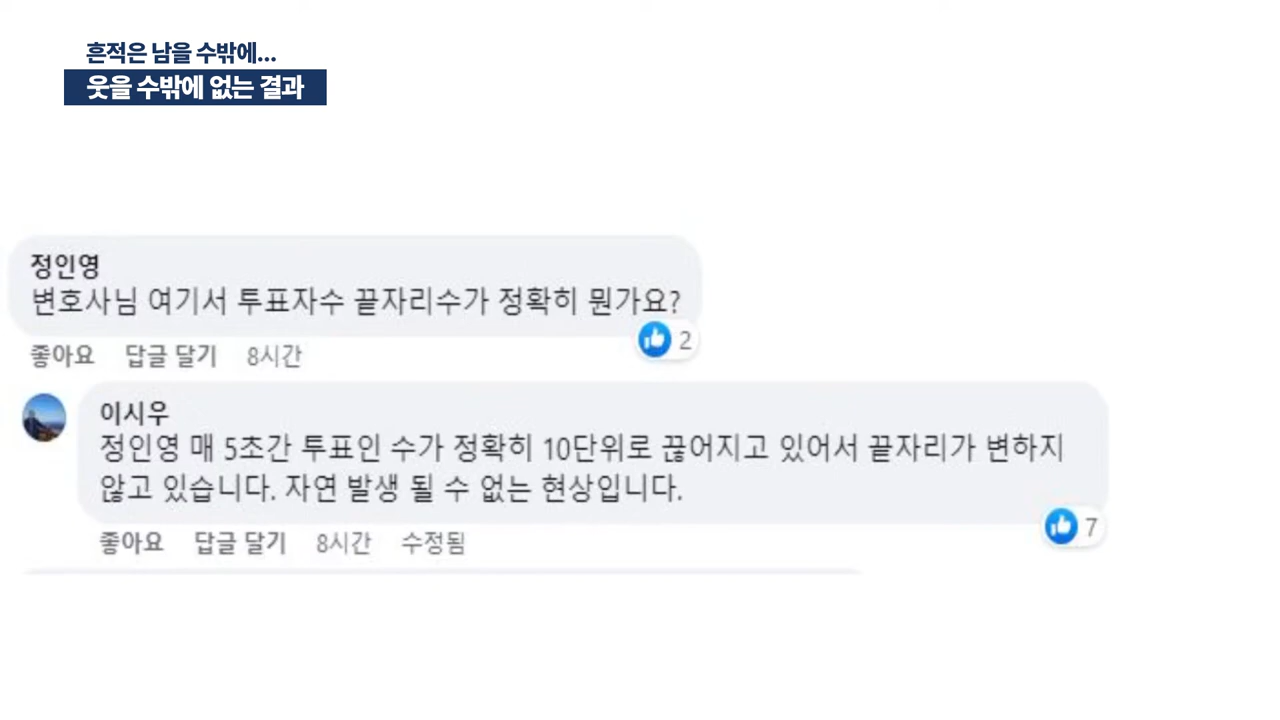 흔적은 남을 수밖에...
웃을 수밖에 없는 결과
정인영
변호사님 여기서 투표자수 끝자리수가 정확히 뭔가요?
2
좋아요 답글 달기 8시간
이시우
정인영 매 5초간 투표인 수가 정확히 10단위로 끊어지고 있어서 끝자리가 변하지
않고 있습니다. 자연 발생 될 수 없는 현상입니다.
7
좋아요 답글 달기 8시간 수정됨